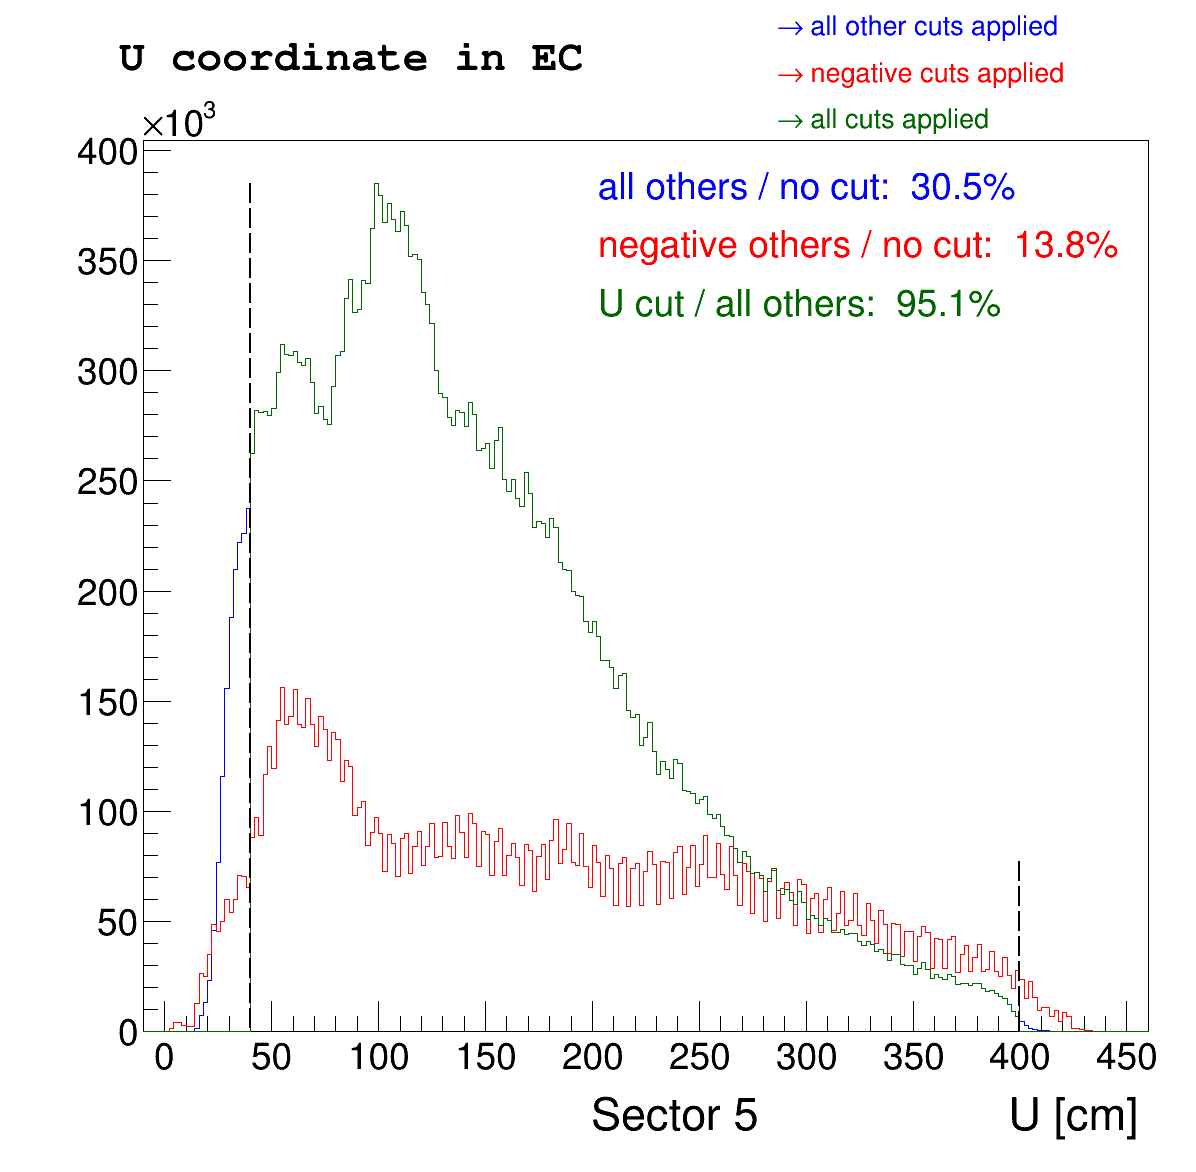 → all other cuts applied
U coordinate in EC
→ negative cuts applied
×10³
→ all cuts applied
400
all others / no cut: 30.5%
negative others / no cut: 13.8%
350
U cut / all others: 95.1%
300
250
200
150
100
50
0
0 50 100 150 200 250 300 350 400 450
Sector 5 U [cm]